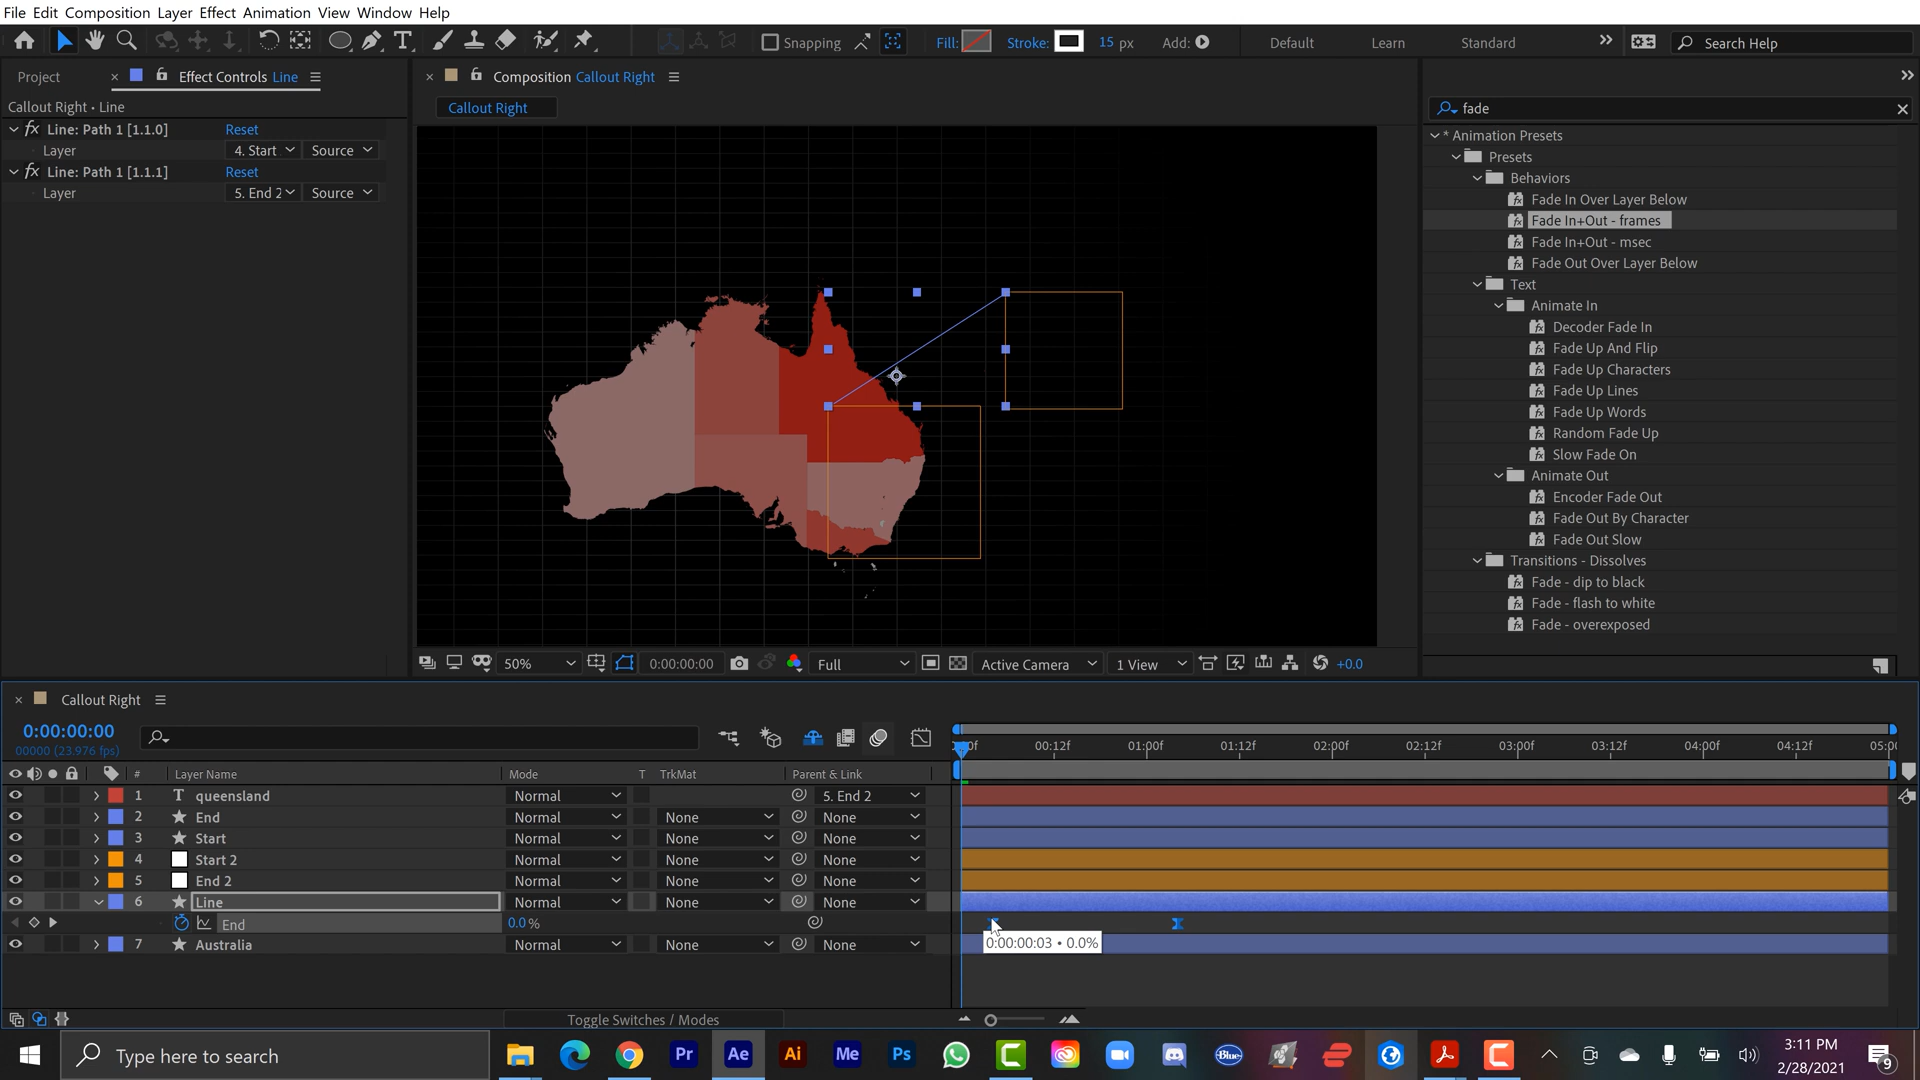 File Edit Composition Layer Effect Animation View Window Help
Snapping Fill: Stroke: 15 px Add: Default Learn Standard Search Help
Project Effect Controls Line
Composition Callout Right
Callout Right • Line
Callout Right
fade
Line: Path 1 [1.1.0] Reset
Layer 4. Start Source
Line: Path 1 [1.1.1] Reset
Layer 5. End 2 Source
* Animation Presets
Presets
Behaviors
Fade In Over Layer Below
Fade In+Out - frames
Fade In+Out - msec
Fade Out Over Layer Below
Text
Animate In
Decoder Fade In
Fade Up And Flip
Fade Up Characters
Fade Up Lines
Fade Up Words
Random Fade Up
Slow Fade On
Animate Out
Encoder Fade Out
Fade Out By Character
Fade Out Slow
Transitions - Dissolves
Fade - dip to black
Fade - flash to white
Fade - overexposed
50% 0:00:00:00 Full Active Camera 1 View +0.0
Callout Right
0:00:00:00
00000 (23.976 fps)
00:12f 01:00f 01:12f 02:00f 02:12f 03:00f 03:12f 04:00f 04:12f
# Layer Name Mode T TrkMat Parent & Link
1 T queensland Normal 5. End 2
2 End Normal None None
3 Start Normal None None
4 Start 2 Normal None None
5 End 2 Normal None None
6 Line Normal None None
End 0.0 %
0:00:00:03 • 0.0%
7 Australia Normal None None
Toggle Switches / Modes
Type here to search
Pr Ae Ai Me Ps Blue
3:11 PM
2/28/2021
9